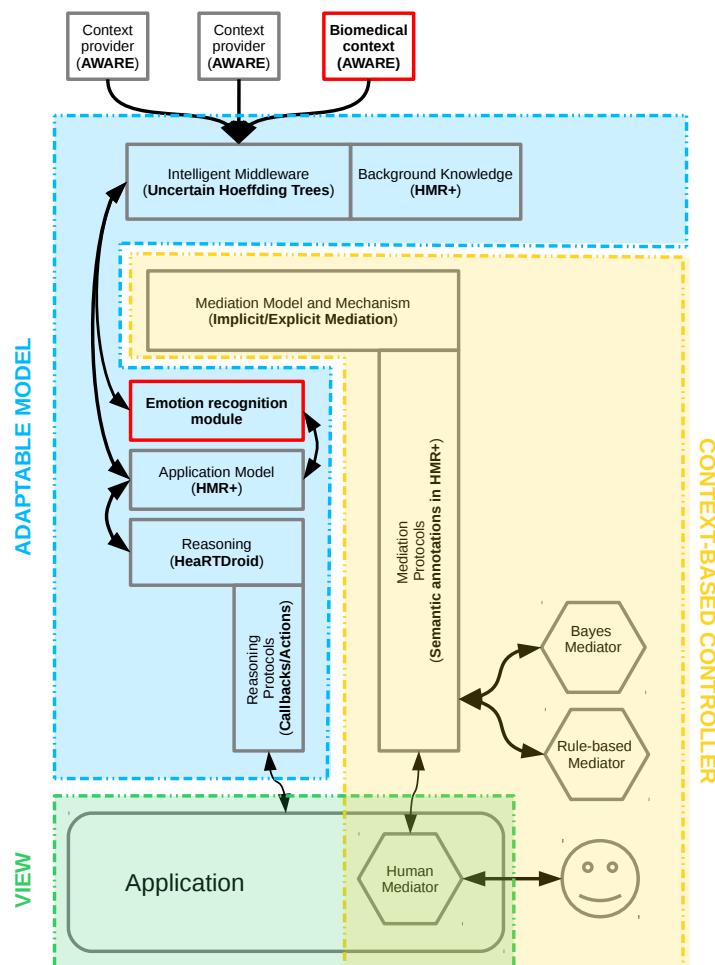 Context
provider
(AWARE)
Context
provider
(AWARE)
Biomedical
context
(AWARE)
Intelligent Middleware
(Uncertain Hoeffding Trees)
Background Knowledge
(HMR+)
Mediation Model and Mechanism
(Implicit/Explicit Mediation)
ADAPTABLE MODEL
Emotion recognition
module
Application Model
(HMR+)
Reasoning
(HeaRTDroid)
Reasoning
Protocols
(Callbacks/Actions)
Mediation
Protocols
(Semantic annotations in HMR+)
CONTEXT-BASED CONTROLLER
Bayes
Mediator
Rule-based
Mediator
VIEW
Application
Human
Mediator